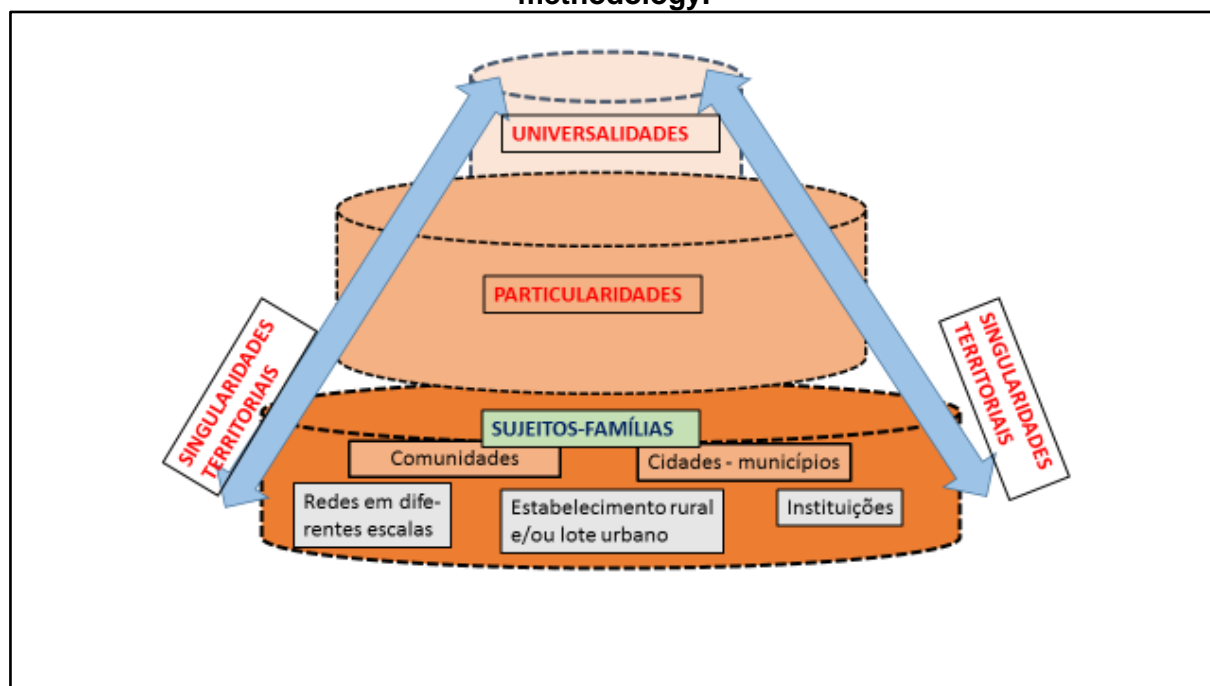 methodology.
UNIVERSALIDADES
PARTICULARIDADES
SINGULARIDADES
TERRITORIAIS
SINGULARIDADES
TERRITORIAIS
SUJEITOS-FAMÍLIAS
Comunidades
Cidades - municípios
Redes em dife-
rentes escalas
Estabelecimento rural
e/ou lote urbano
Instituições